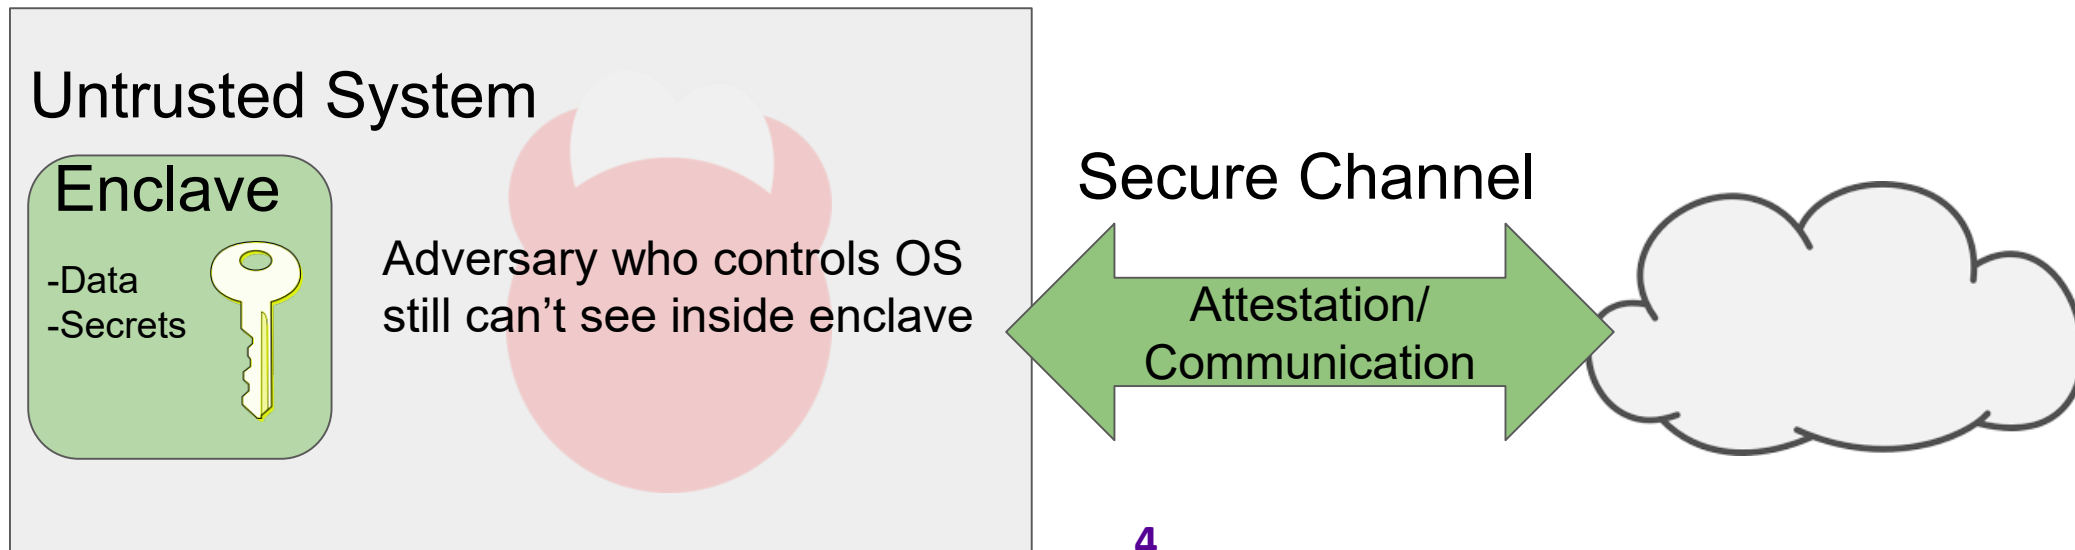 Untrusted System
Enclave
-Data
-Secrets
Adversary who controls OS
still can’t see inside enclave
Secure Channel
Attestation/
Communication
4